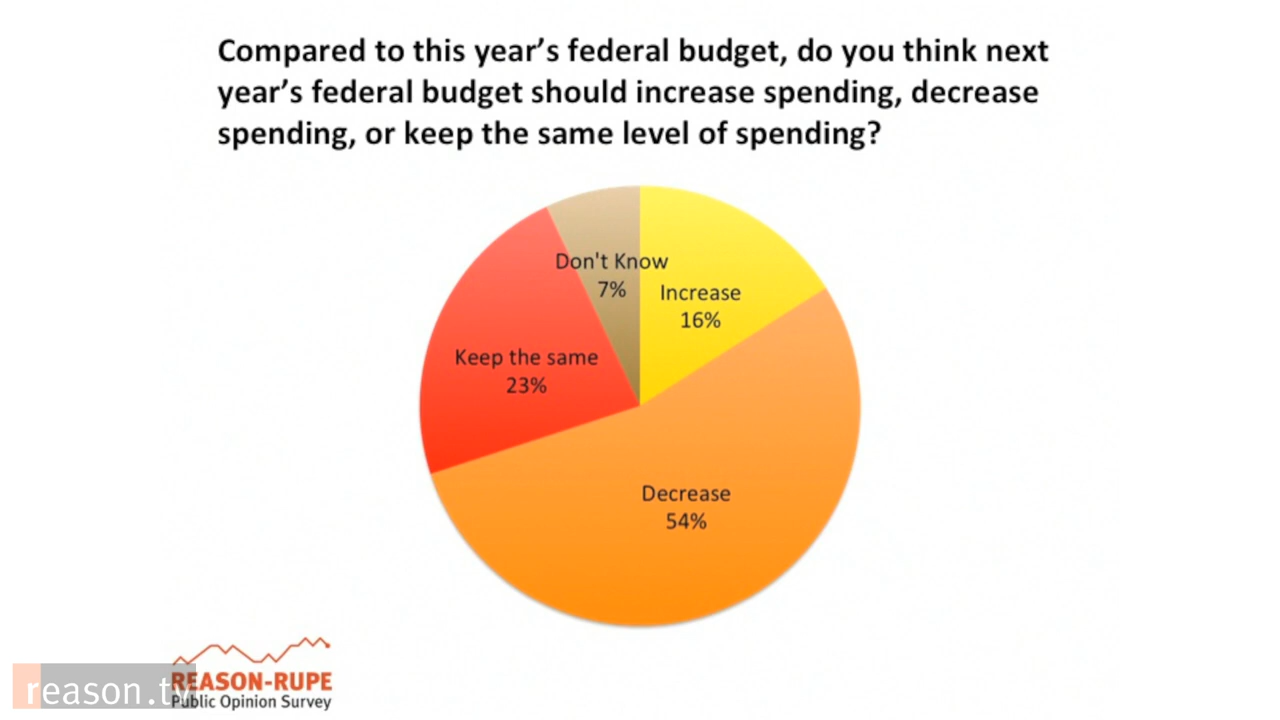 Compared to this year’s federal budget, do you think next
year’s federal budget should increase spending, decrease
spending, or keep the same level of spending?
Don't Know
7%
Increase
16%
Keep the same
23%
Decrease
54%
REASON-RUPE
Public Opinion Survey
reason.tv